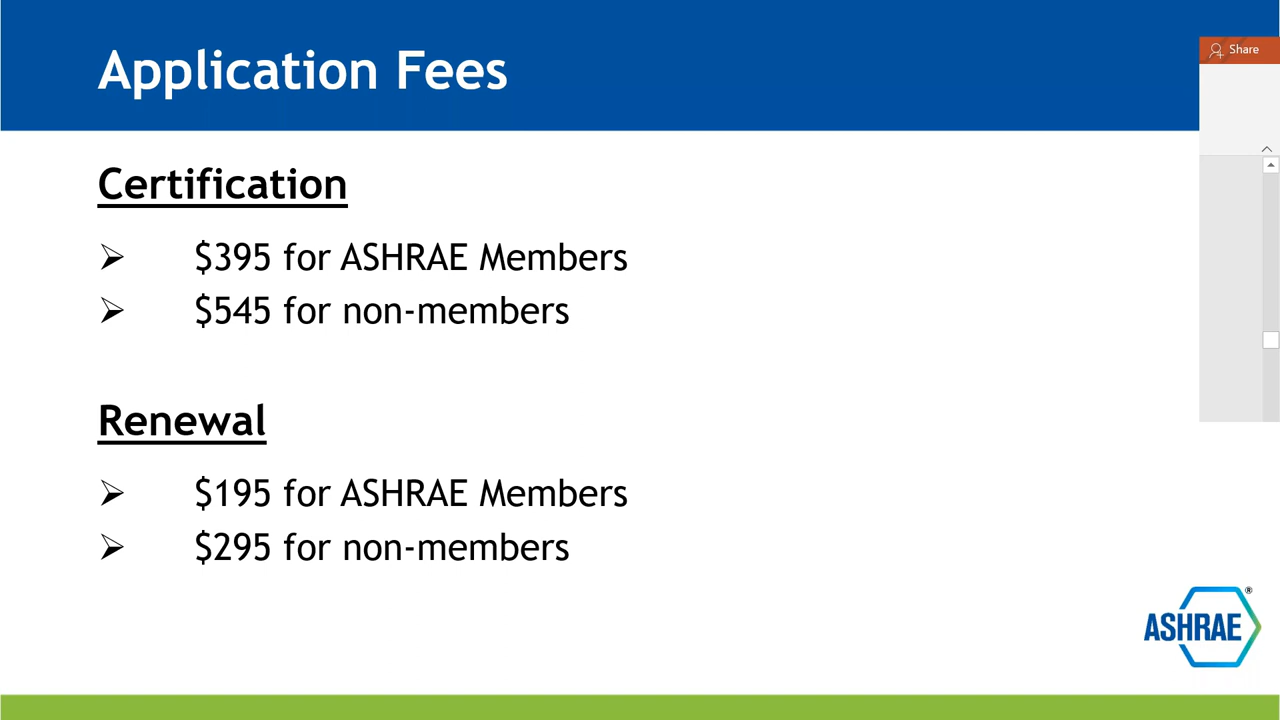 Application Fees
Share
Certification
➢ $395 for ASHRAE Members
➢ $545 for non-members
Renewal
➢ $195 for ASHRAE Members
➢ $295 for non-members
ASHRAE®